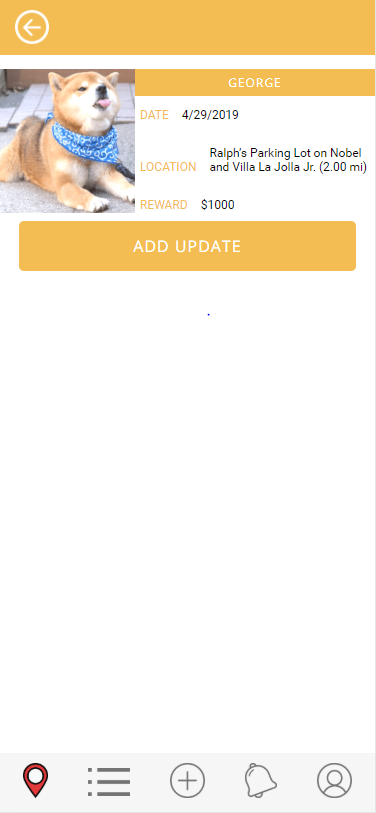 GEORGE
DATE 4/29/2019
Ralph's Parking Lot on Nobel
LOCATION and Villa La Jolla Jr. (2.00 mi)
REWARD $1000
ADD UPDATE